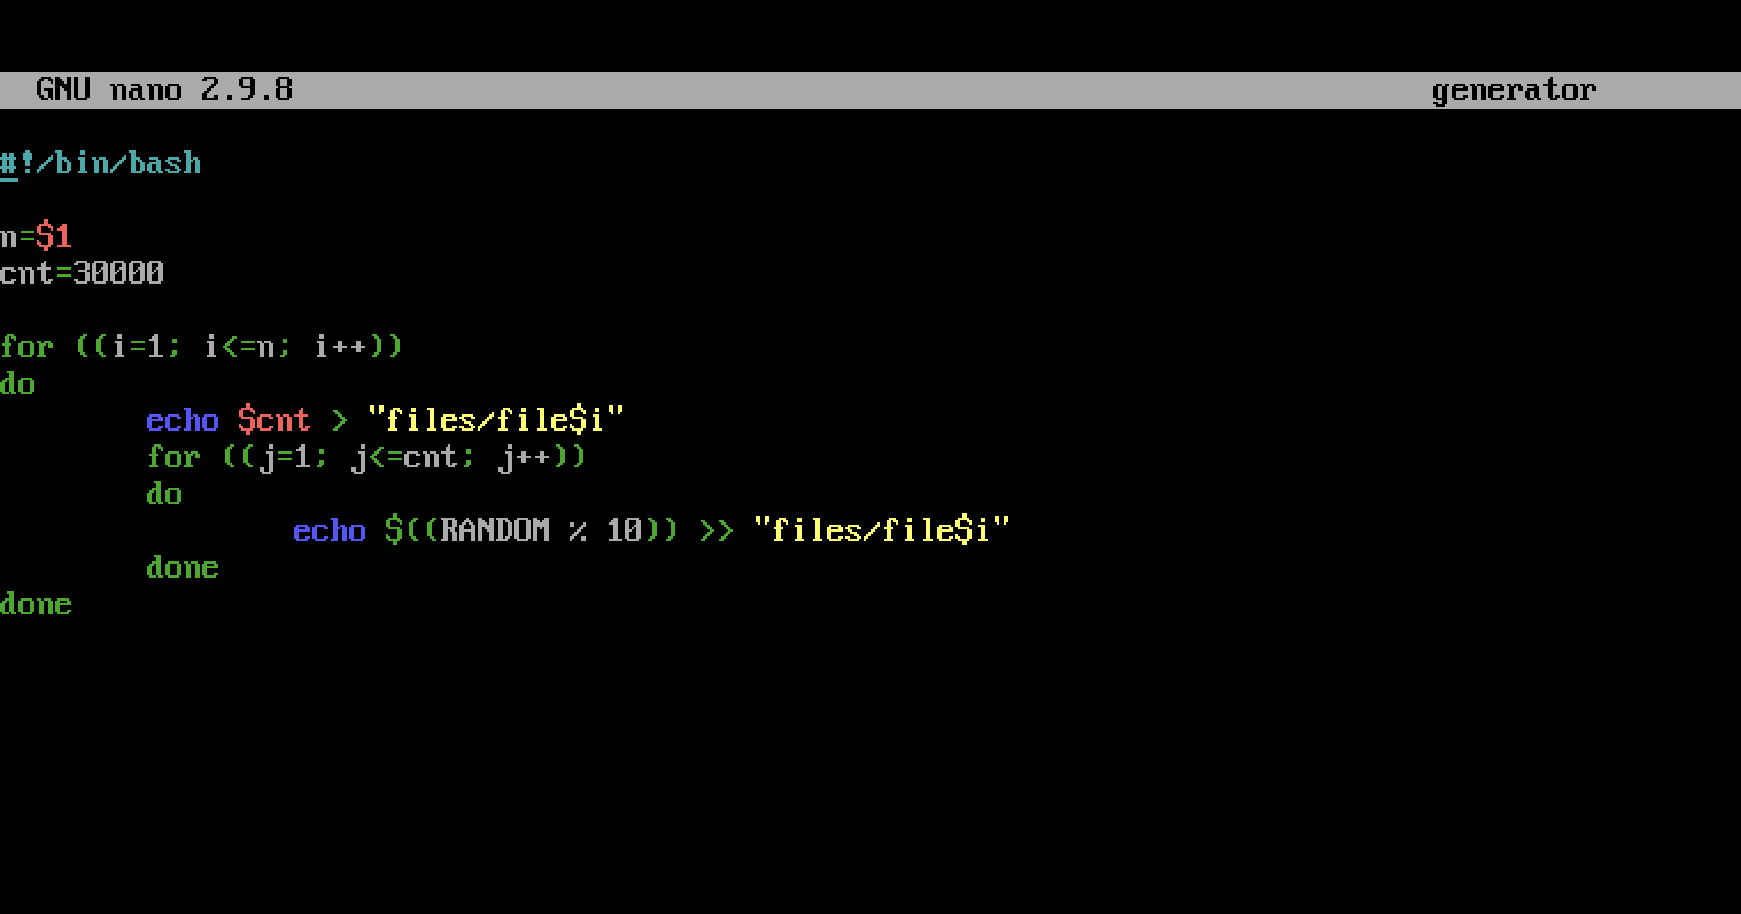 GNU nano 2.9.8 generator
#!/bin/bash
n=$1
cnt=30000
for ((i=1; i<=n; i++))
do
echo $cnt > "files/file$i"
for ((j=1; j<=cnt; j++))
do
echo $((RANDOM % 10)) >> "files/file$i"
done
done